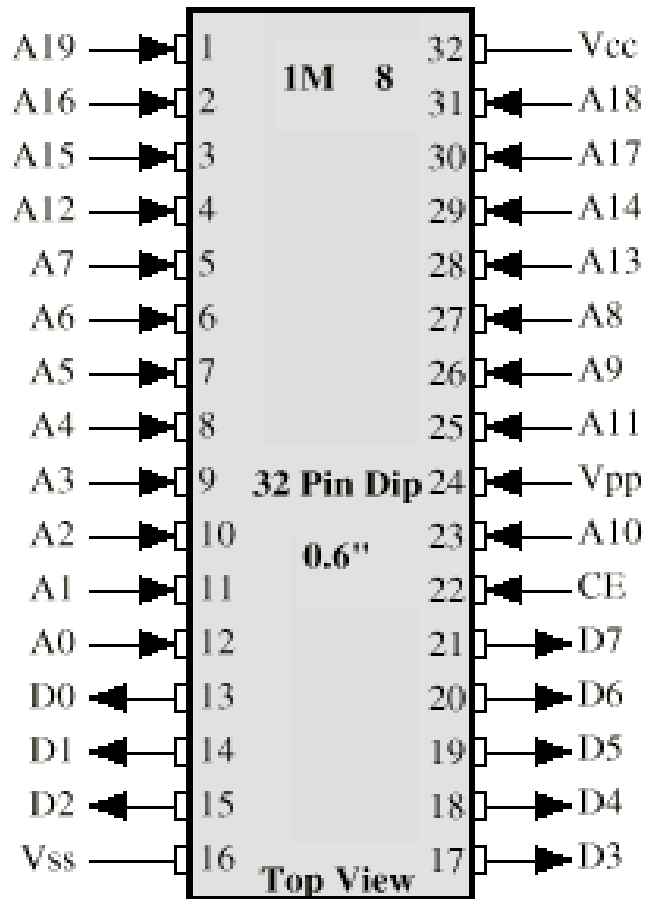 A19 1 32 Vcc
1M 8
A16 2 31 A18
A15 3 30 A17
A12 4 29 A14
A7 5 28 A13
A6 6 27 A8
A5 7 26 A9
A4 8 25 A11
A3 9 32 Pin Dip 24 Vpp
A2 10 23 A10
0.6"
A1 11 22 CE
A0 12 21 D7
D0 13 20 D6
D1 14 19 D5
D2 15 18 D4
Vss 16 17 D3
Top View